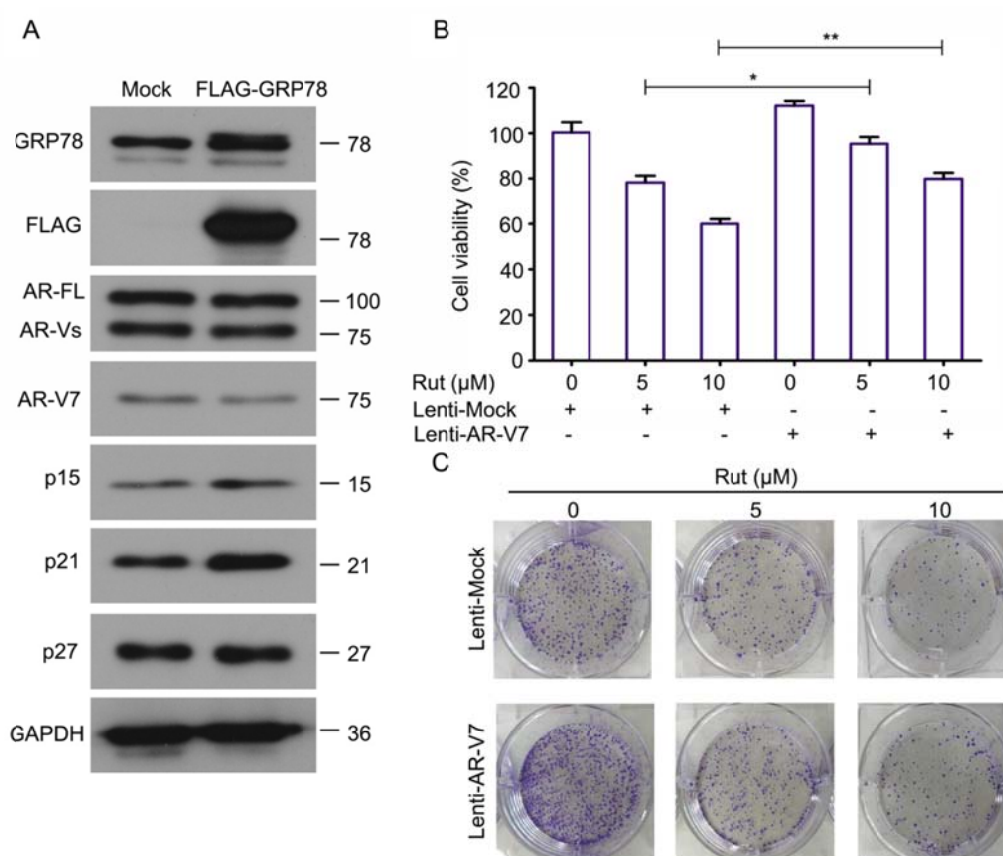 A
Mock FLAG-GRP78
GRP78
78
FLAG
78
AR-FL
100
AR-Vs
75
AR-V7
75
p15
15
p21
21
p27
27
GAPDH
36
B
**
*
Cell viability (%)
120
100
80
60
40
20
0
Rut (µM) 0 5 10 0 5 10
Lenti-Mock + + + - - -
Lenti-AR-V7 - - - + + +
C
Rut (µM)
0 5 10
Lenti-Mock
Lenti-AR-V7